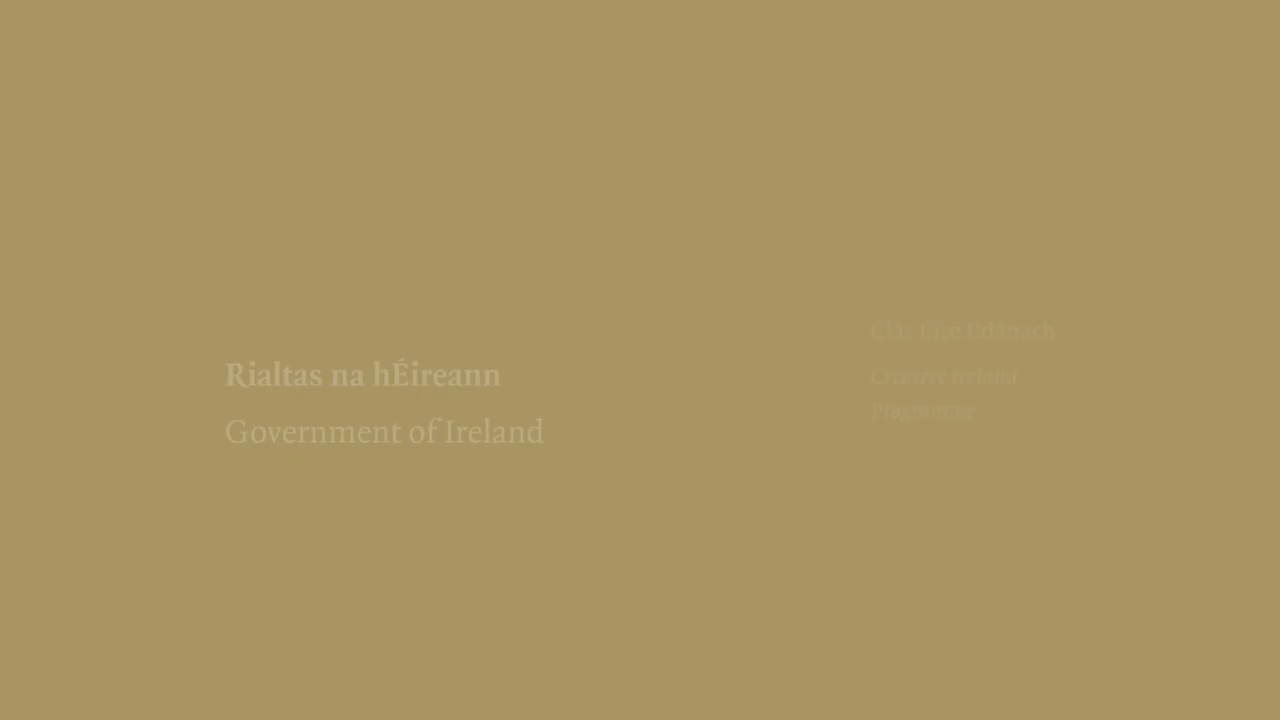 Rialtas na hÉireann
Government of Ireland
Clár Éire Ildánach
Creative Ireland
Programme